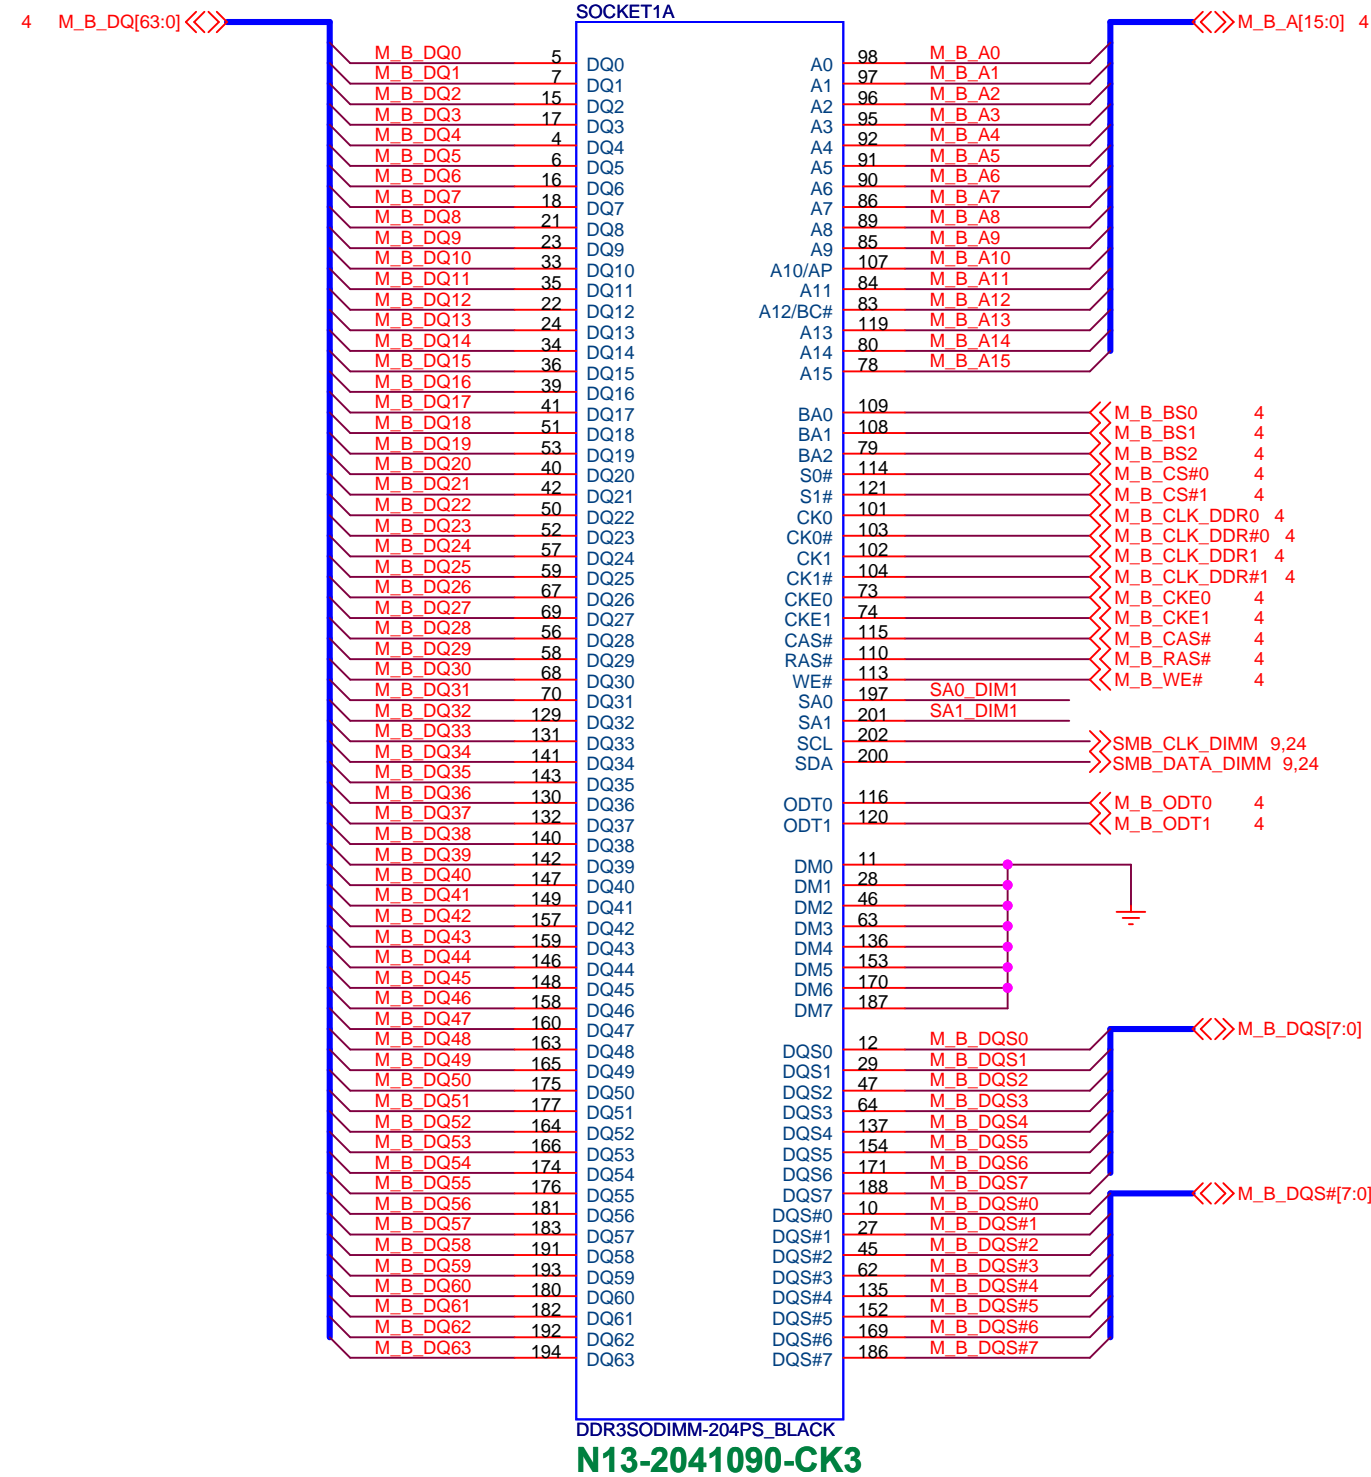 SOCKET1A
4 M_B_DQ[63:0]
M_B_A[15:0] 4
M_B_DQ0 5 DQ0 A0 98 M_B_A0
M_B_DQ1 7 DQ1 A1 97 M_B_A1
M_B_DQ2 15 DQ2 A2 96 M_B_A2
M_B_DQ3 17 DQ3 A3 95 M_B_A3
M_B_DQ4 4 DQ4 A4 92 M_B_A4
M_B_DQ5 6 DQ5 A5 91 M_B_A5
M_B_DQ6 16 DQ6 A6 90 M_B_A6
M_B_DQ7 18 DQ7 A7 86 M_B_A7
M_B_DQ8 21 DQ8 A8 89 M_B_A8
M_B_DQ9 23 DQ9 A9 85 M_B_A9
M_B_DQ10 33 DQ10 A10/AP 107 M_B_A10
M_B_DQ11 35 DQ11 A11 84 M_B_A11
M_B_DQ12 22 DQ12 A12/BC# 83 M_B_A12
M_B_DQ13 24 DQ13 A13 119 M_B_A13
M_B_DQ14 34 DQ14 A14 80 M_B_A14
M_B_DQ15 36 DQ15 A15 78 M_B_A15
M_B_DQ16 39 DQ16
M_B_DQ17 41 DQ17 BA0 109 M_B_BS0 4
M_B_DQ18 51 DQ18 BA1 108 M_B_BS1 4
M_B_DQ19 53 DQ19 BA2 79 M_B_BS2 4
M_B_DQ20 40 DQ20 S0# 114 M_B_CS#0 4
M_B_DQ21 42 DQ21 S1# 121 M_B_CS#1 4
M_B_DQ22 50 DQ22 CK0 101 M_B_CLK_DDR0 4
M_B_DQ23 52 DQ23 CK0# 103 M_B_CLK_DDR#0 4
M_B_DQ24 57 DQ24 CK1 102 M_B_CLK_DDR1 4
M_B_DQ25 59 DQ25 CK1# 104 M_B_CLK_DDR#1 4
M_B_DQ26 67 DQ26 CKE0 73 M_B_CKE0 4
M_B_DQ27 69 DQ27 CKE1 74 M_B_CKE1 4
M_B_DQ28 56 DQ28 CAS# 115 M_B_CAS# 4
M_B_DQ29 58 DQ29 RAS# 110 M_B_RAS# 4
M_B_DQ30 68 DQ30 WE# 113 M_B_WE# 4
M_B_DQ31 70 DQ31 SA0 197 SA0_DIM1
M_B_DQ32 129 DQ32 SA1 201 SA1_DIM1
M_B_DQ33 131 DQ33 SCL 202 SMB_CLK_DIMM 9,24
M_B_DQ34 141 DQ34 SDA 200 SMB_DATA_DIMM 9,24
M_B_DQ35 143 DQ35
M_B_DQ36 130 DQ36 ODT0 116 M_B_ODT0 4
M_B_DQ37 132 DQ37 ODT1 120 M_B_ODT1 4
M_B_DQ38 140 DQ38
M_B_DQ39 142 DQ39 DM0 11
M_B_DQ40 147 DQ40 DM1 28
M_B_DQ41 149 DQ41 DM2 46
M_B_DQ42 157 DQ42 DM3 63
M_B_DQ43 159 DQ43 DM4 136
M_B_DQ44 146 DQ44 DM5 153
M_B_DQ45 148 DQ45 DM6 170
M_B_DQ46 158 DQ46 DM7 187
M_B_DQ47 160 DQ47 M_B_DQS[7:0]
M_B_DQ48 163 DQ48 DQS0 12 M_B_DQS0
M_B_DQ49 165 DQ49 DQS1 29 M_B_DQS1
M_B_DQ50 175 DQ50 DQS2 47 M_B_DQS2
M_B_DQ51 177 DQ51 DQS3 64 M_B_DQS3
M_B_DQ52 164 DQ52 DQS4 137 M_B_DQS4
M_B_DQ53 166 DQ53 DQS5 154 M_B_DQS5
M_B_DQ54 174 DQ54 DQS6 171 M_B_DQS6
M_B_DQ55 176 DQ55 DQS7 188 M_B_DQS7 M_B_DQS#[7:0]
M_B_DQ56 181 DQ56 DQS#0 10 M_B_DQS#0
M_B_DQ57 183 DQ57 DQS#1 27 M_B_DQS#1
M_B_DQ58 191 DQ58 DQS#2 45 M_B_DQS#2
M_B_DQ59 193 DQ59 DQS#3 62 M_B_DQS#3
M_B_DQ60 180 DQ60 DQS#4 135 M_B_DQS#4
M_B_DQ61 182 DQ61 DQS#5 152 M_B_DQS#5
M_B_DQ62 192 DQ62 DQS#6 169 M_B_DQS#6
M_B_DQ63 194 DQ63 DQS#7 186 M_B_DQS#7
DDR3SODIMM-204PS_BLACK
N13-2041090-CK3